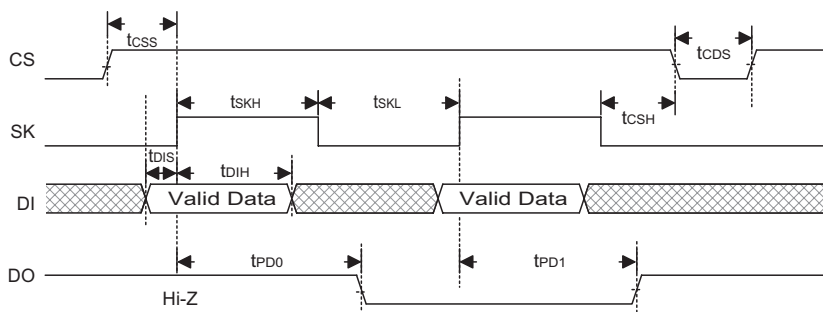 tCSS
tCDS
CS
tSKH
tSKL
tCSH
SK
tDIS
tDIH
Valid Data
Valid Data
DI
tPD0
tPD1
DO
Hi-Z